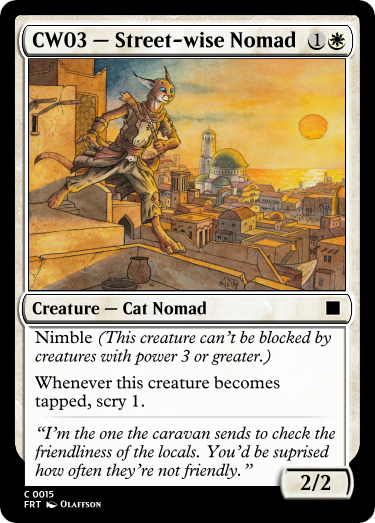 CW03 — Street-wise Nomad 1
Creature — Cat Nomad
Nimble (This creature can't be blocked by
creatures with power 3 or greater.)
Whenever this creature becomes
tapped, scry 1.
“I'm the one the caravan sends to check the
friendliness of the locals. You'd be suprised
how often they're not friendly.”
2/2
C 0015
FRT Olaffson